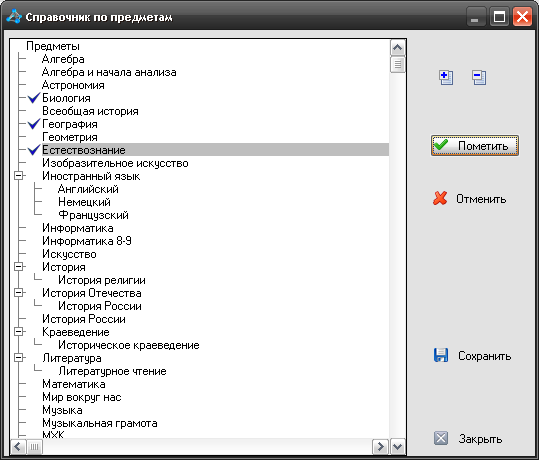 Справочник по предметам
Предметы
Алгебра
Алгебра и начала анализа
Астрономия
Биология
Всеобщая история
География
Геометрия
Естествознание
Изобразительное искусство
Иностранный язык
Английский
Немецкий
Французский
Информатика
Информатика 8-9
Искусство
История
История религии
История Отечества
История России
История России
Краеведение
Историческое краеведение
Литература
Литературное чтение
Математика
Мир вокруг нас
Музыка
Музыкальная грамота
МХК
Пометить
Отменить
Сохранить
Закрыть